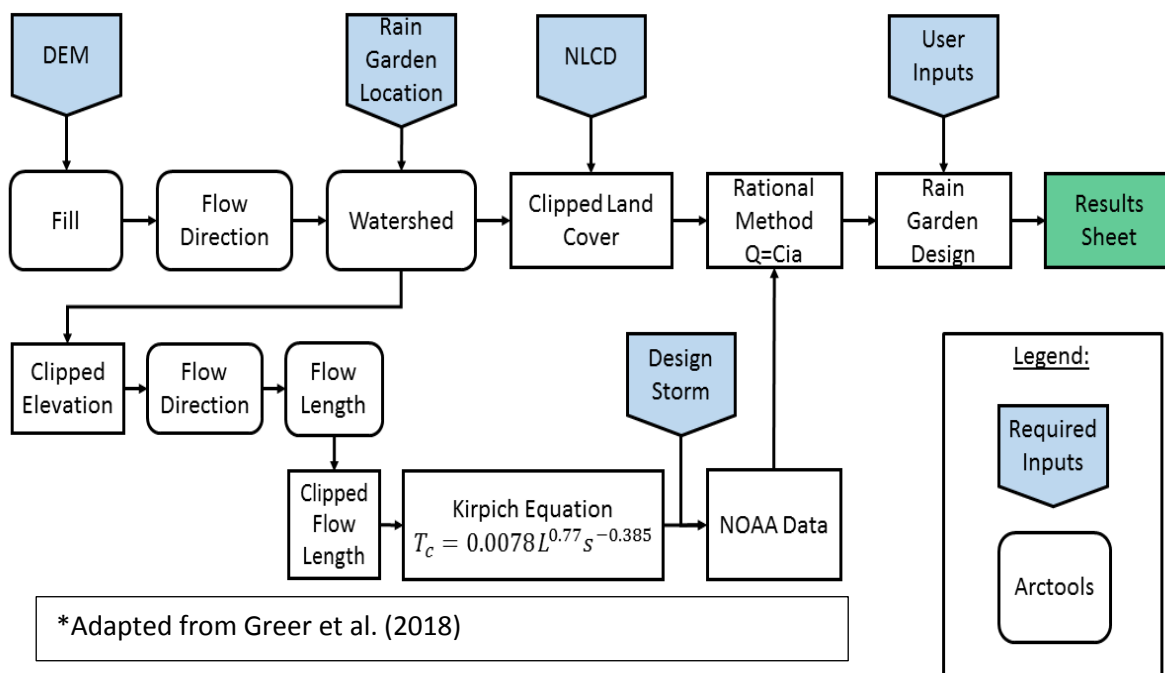 DEM
Rain
Garden
Location
NLCD
User
Inputs
Fill
Flow
Direction
Watershed
Clipped Land
Cover
Rational
Method
Q=Cia
Rain
Garden
Design
Results
Sheet
Clipped
Elevation
Flow
Direction
Flow
Length
Design
Storm
Clipped
Flow
Length
Kirpich Equation
T_c = 0.0078L^0.77 s^−0.385
NOAA Data
Legend:
Required
Inputs
Arctools
*Adapted from Greer et al. (2018)